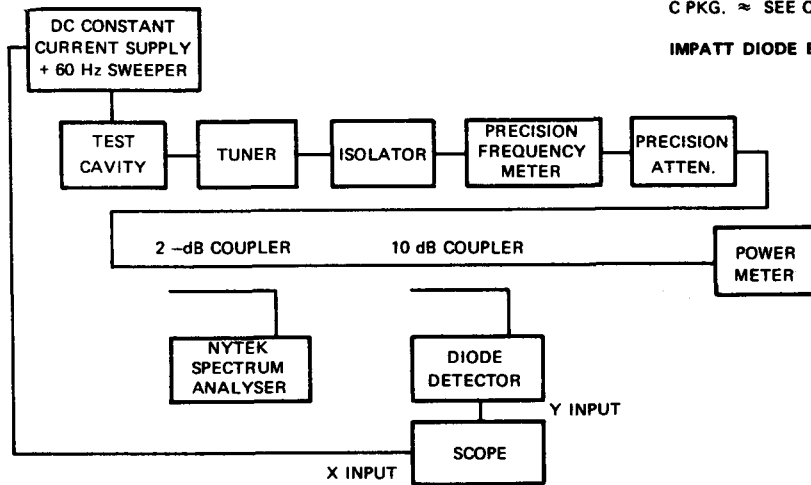 C PKG. ≈ SEE C
IMPATT DIODE E
DC CONSTANT
CURRENT SUPPLY
+ 60 Hz SWEEPER
TEST
CAVITY
TUNER
ISOLATOR
PRECISION
FREQUENCY
METER
PRECISION
ATTEN.
2 –dB COUPLER
10 dB COUPLER
POWER
METER
NYTEK
SPECTRUM
ANALYSER
DIODE
DETECTOR
Y INPUT
SCOPE
X INPUT